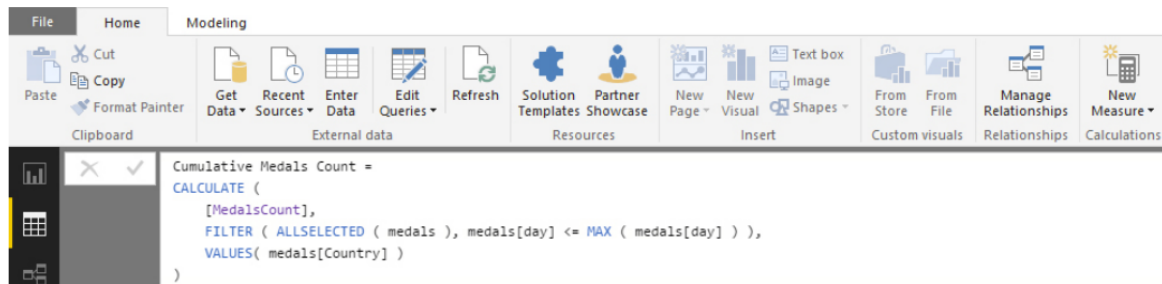 File Home Modeling
Cut
Copy
Format Painter
Paste
Clipboard
Get Data
Recent Sources
Enter Data
Edit Queries
Refresh
External data
Solution Templates
Partner Showcase
Resources
New Page
New Visual
Text box
Image
Shapes
Insert
From Store
From File
Custom visuals
Manage Relationships
Relationships
New Measure
Calculations
Cumulative Medals Count =
CALCULATE (
[MedalsCount],
FILTER ( ALLSELECTED ( medals ), medals[day] <= MAX ( medals[day] ) ),
VALUES( medals[Country] )
)